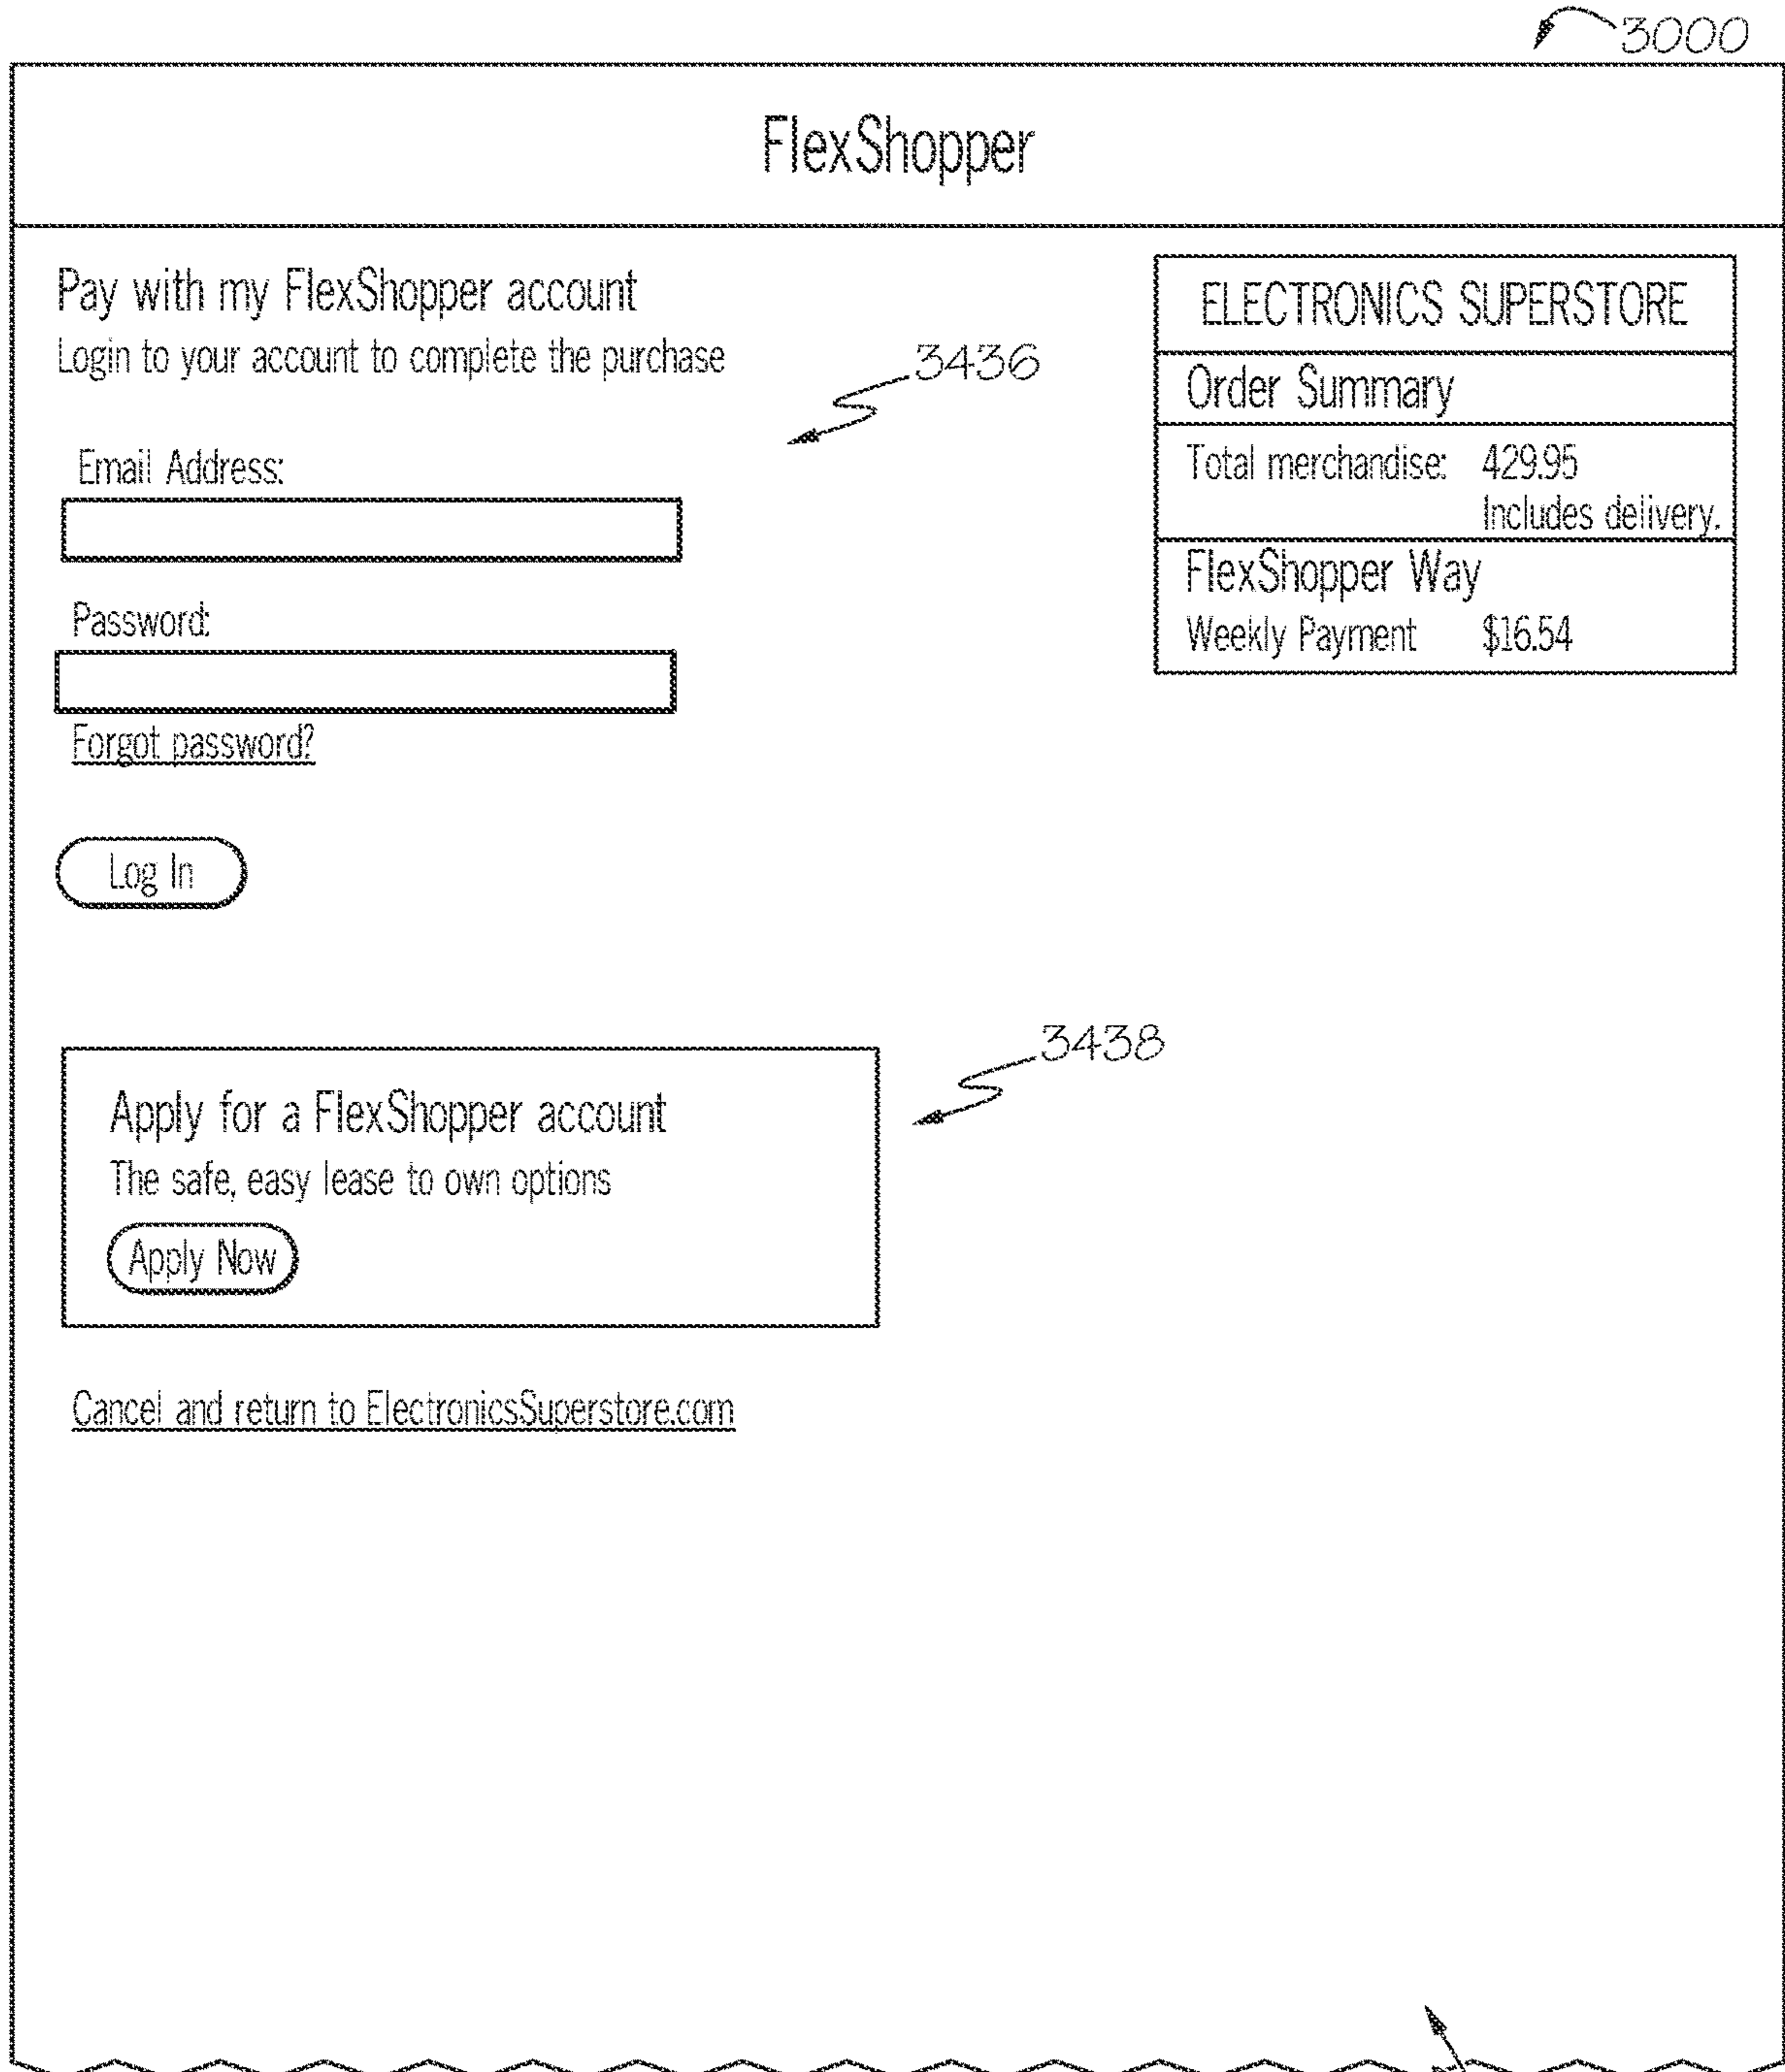 3000
FlexShopper
Pay with my FlexShopper account
Login to your account to complete the purchase
3436
Email Address:
Password:
Forgot password?
Log In
ELECTRONICS SUPERSTORE
Order Summary
Total merchandise: 429.95
Includes delivery.
FlexShopper Way
Weekly Payment $16.54
3438
Apply for a FlexShopper account
The safe, easy lease to own options
Apply Now
Cancel and return to ElectronicsSuperstore.com